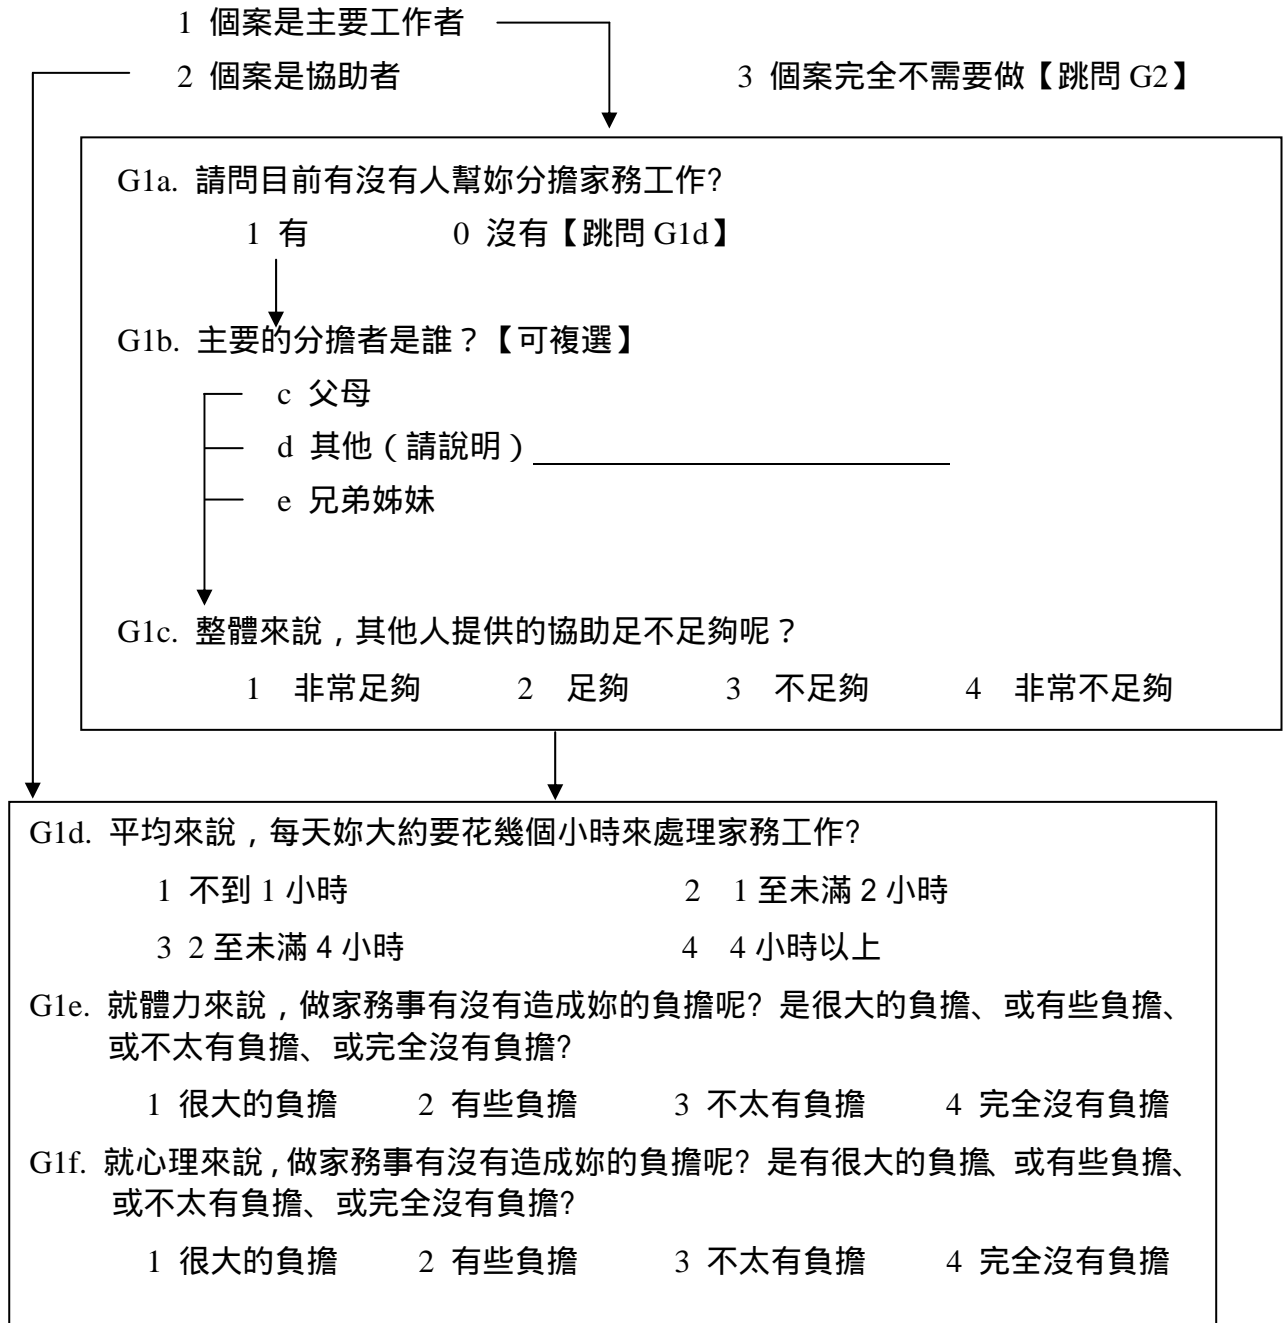 1 個案是主要工作者
2 個案是協助者 3 個案完全不需要做【跳問 G2】
G1a. 請問目前有沒有人幫妳分擔家務工作?
1 有 0 沒有【跳問 G1d】
G1b. 主要的分擔者是誰？【可複選】
c 父母
d 其他（請說明）
e 兄弟姊妹
G1c. 整體來說，其他人提供的協助足不足夠呢？
1 非常足夠 2 足夠 3 不足夠 4 非常不足夠
G1d. 平均來說，每天妳大約要花幾個小時來處理家務工作?
1 不到 1 小時 2 1 至未滿 2 小時
3 2 至未滿 4 小時 4 4 小時以上
G1e. 就體力來說，做家務事有沒有造成妳的負擔呢? 是很大的負擔、或有些負擔、
或不太有負擔、或完全沒有負擔?
1 很大的負擔 2 有些負擔 3 不太有負擔 4 完全沒有負擔
G1f. 就心理來說，做家務事有沒有造成妳的負擔呢? 是有很大的負擔、或有些負擔、
或不太有負擔、或完全沒有負擔?
1 很大的負擔 2 有些負擔 3 不太有負擔 4 完全沒有負擔